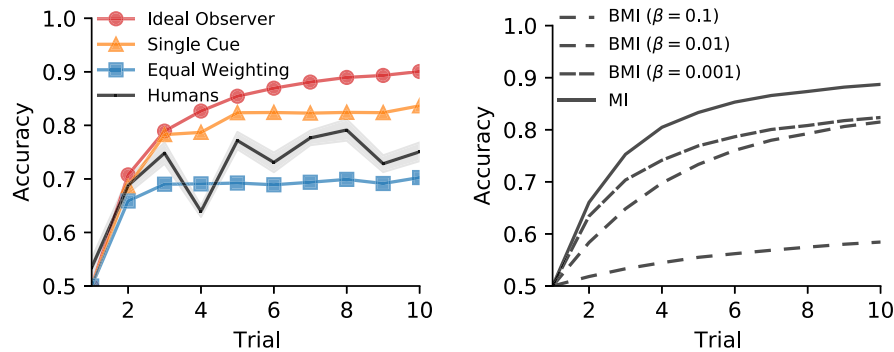 1.0
0.9
0.8
0.7
0.6
0.5
Accuracy
2
4
6
8
10
Trial
Ideal Observer
Single Cue
Equal Weighting
Humans
1.0
0.9
0.8
0.7
0.6
0.5
Accuracy
2
4
6
8
10
Trial
BMI (β = 0.1)
BMI (β = 0.01)
BMI (β = 0.001)
MI